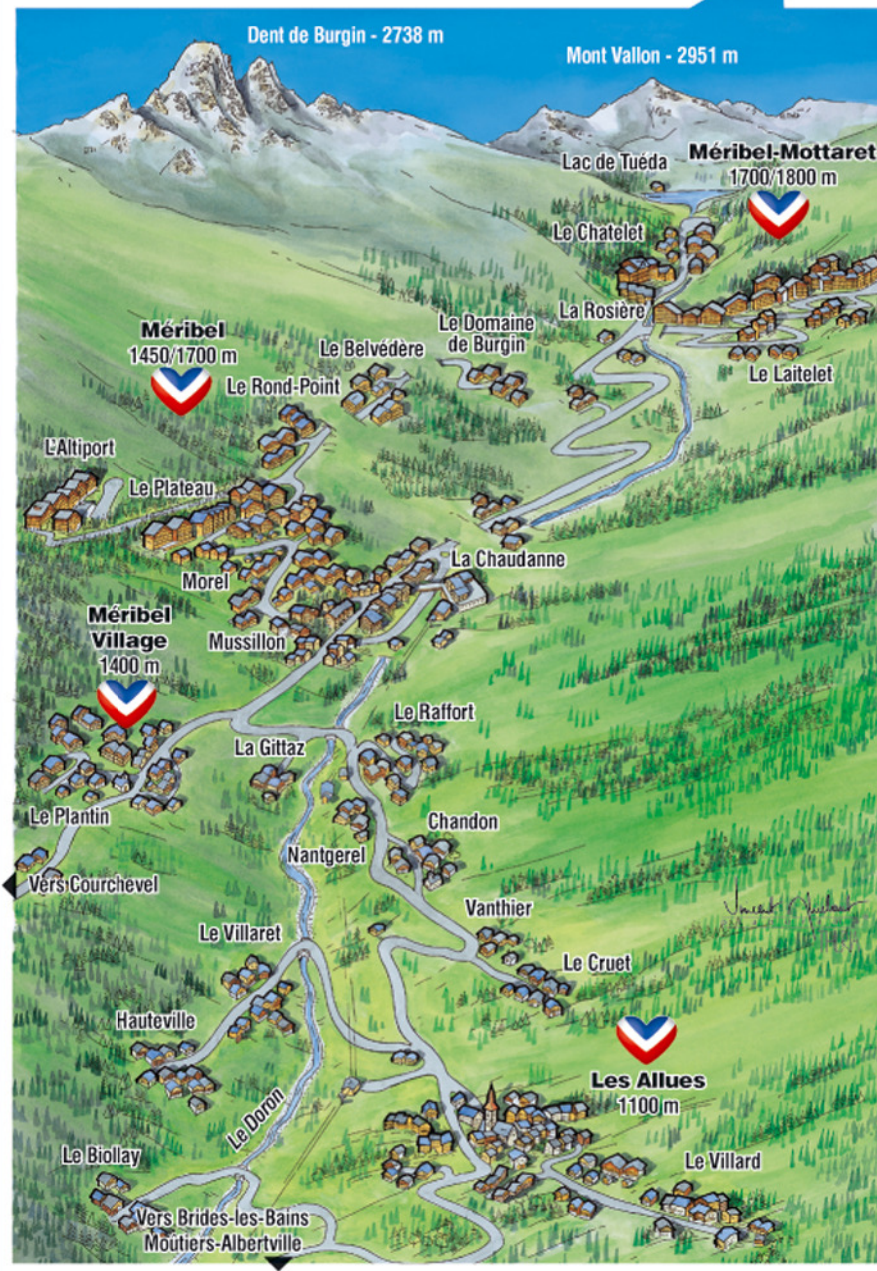 Dent de Burgin - 2738 m
Mont Vallon - 2951 m
Lac de Tuéda
Méribel-Mottaret
1700/1800 m
Le Chatelet
La Rosière
Le Laitelet
Le Domaine
de Burgin
Le Belvédère
Méribel
1450/1700 m
Le Rond-Point
L'Altiport
Le Plateau
La Chaudanne
Morel
Mussillon
Méribel
Village
1400 m
Le Raffort
La Gittaz
Le Plantin
Chandon
Nantgerel
Vers Courchevel
Vanthier
Le Villaret
Le Cruet
Hauteville
Les Allues
1100 m
Le Doron
Le Biollay
Le Villard
Vers Brides-les-Bains
Moûtiers-Albertville